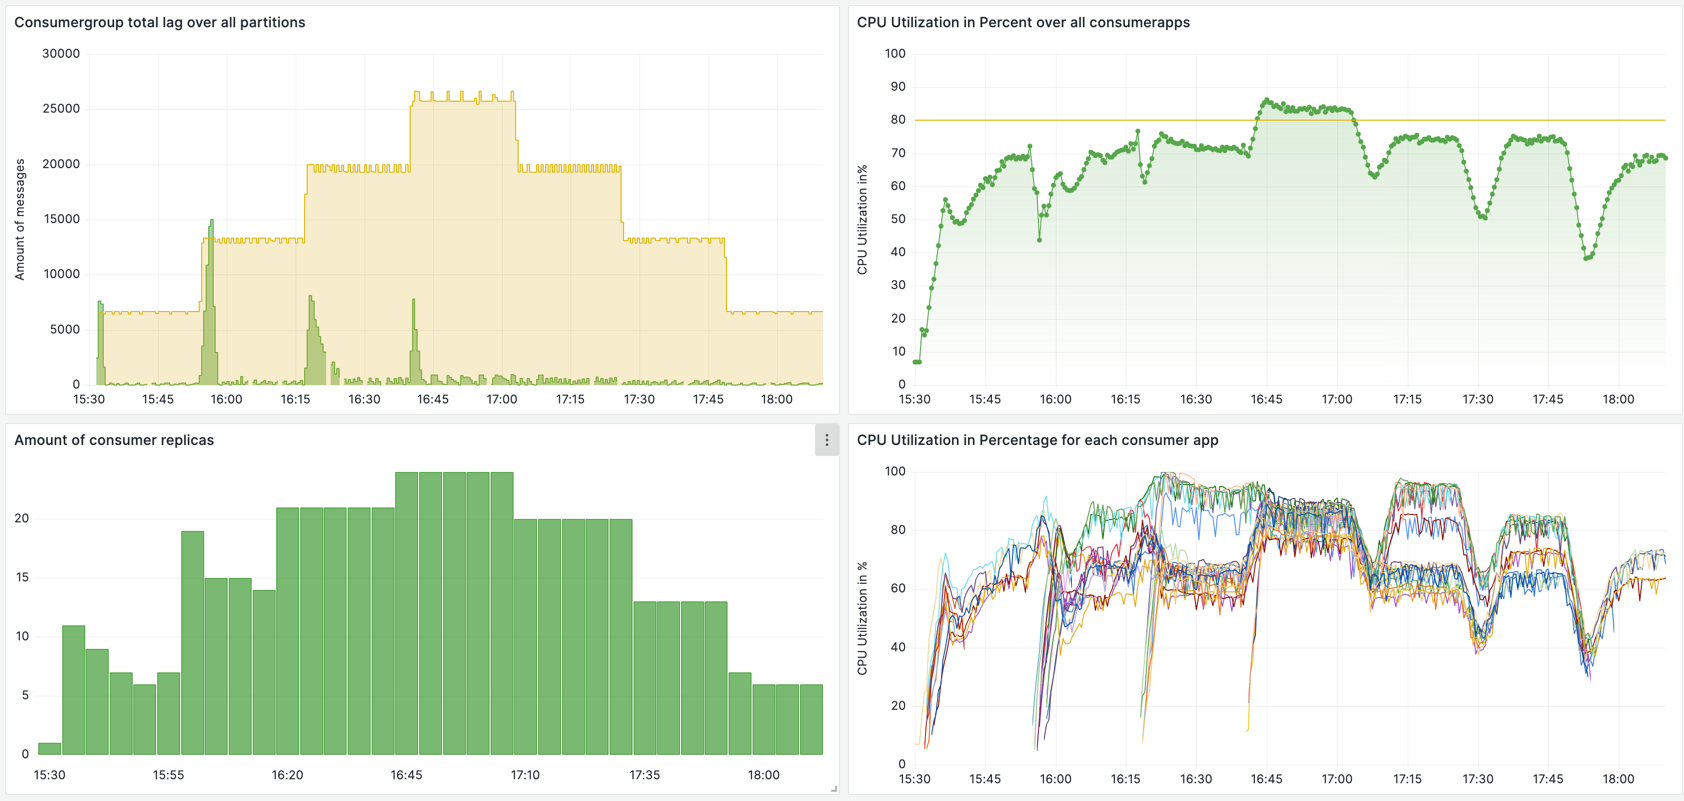 Consumergroup total lag over all partitions
Amount of messages
30000
25000
20000
15000
10000
5000
0
15:30 15:45 16:00 16:15 16:30 16:45 17:00 17:15 17:30 17:45 18:00
CPU Utilization in Percent over all consumerapps
CPU Utilization in%
100
90
80
70
60
50
40
30
20
10
0
15:30 15:45 16:00 16:15 16:30 16:45 17:00 17:15 17:30 17:45 18:00
Amount of consumer replicas
20
15
10
5
0
15:30 15:55 16:20 16:45 17:10 17:35 18:00
CPU Utilization in Percentage for each consumer app
CPU Utilization in %
100
80
60
40
20
0
15:30 15:45 16:00 16:15 16:30 16:45 17:00 17:15 17:30 17:45 18:00